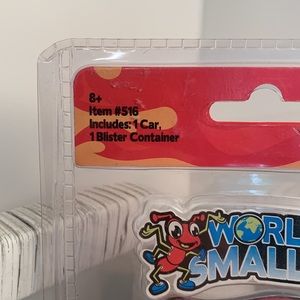 8+
Item #516
Includes: 1 Car,
1 Blister Container
WORL
SMALL